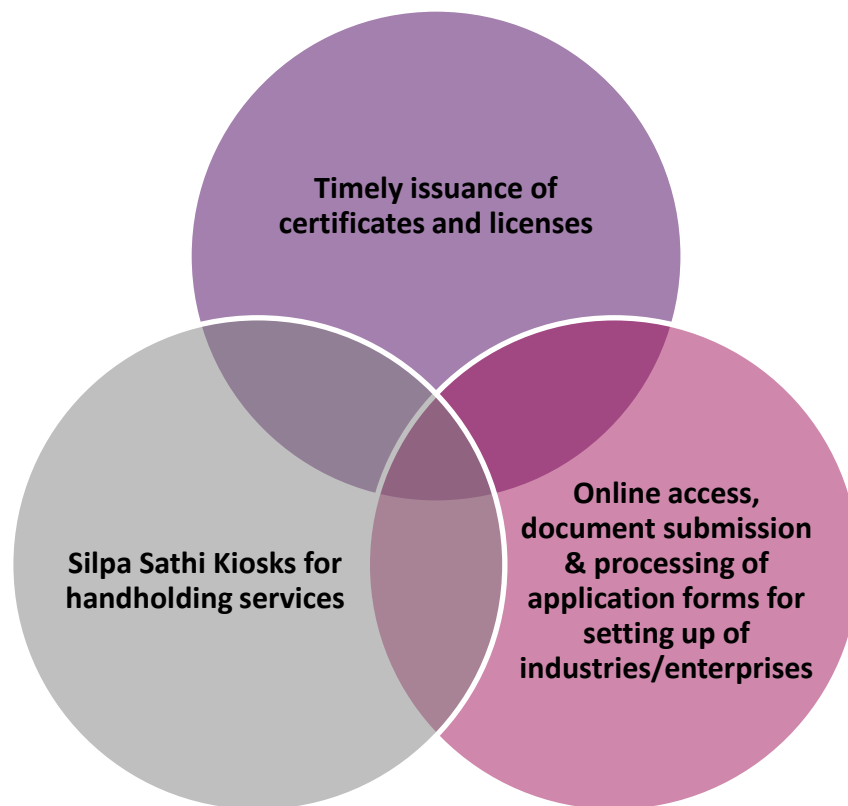 Timely issuance of
certificates and licenses
Silpa Sathi Kiosks for
handholding services
Online access,
document submission
& processing of
application forms for
setting up of
industries/enterprises